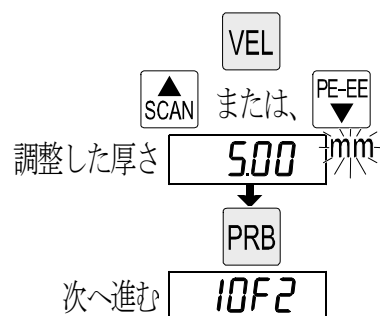 VEL
▲ SCAN または、 PE-EE ▼
調整した厚さ 5.00 mm
PRB
次へ進む 1OF2